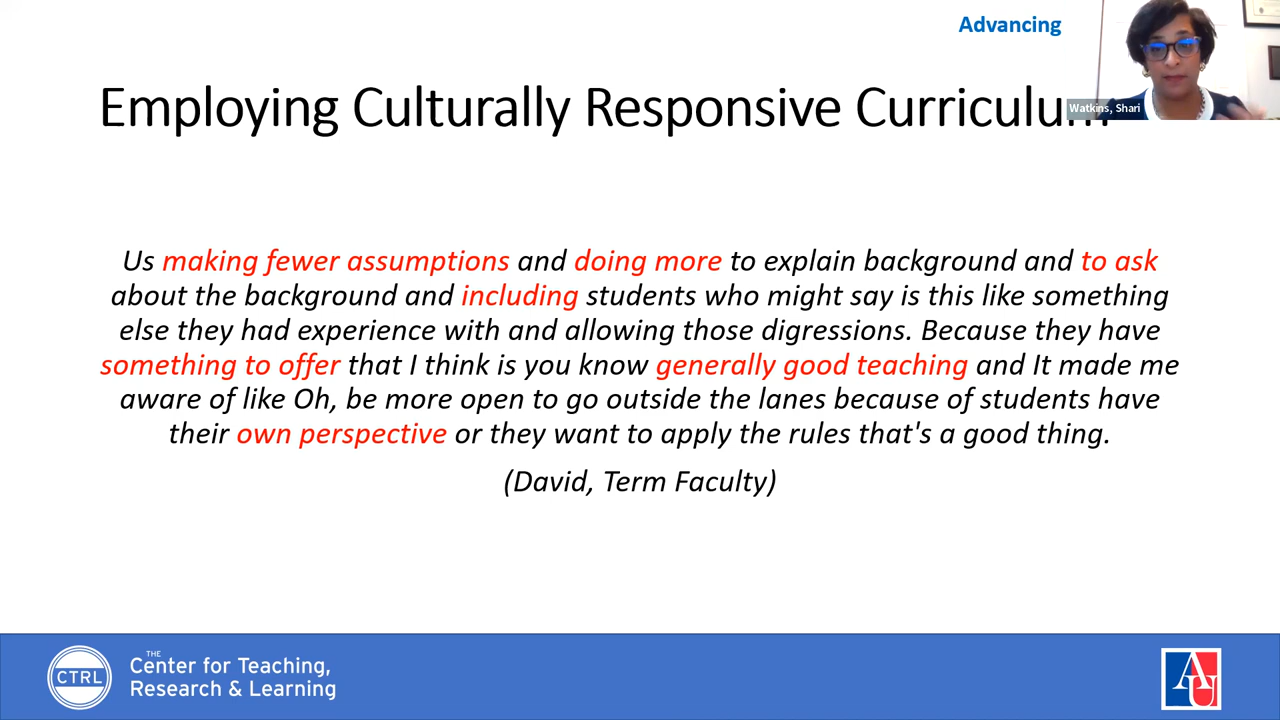 Advancing
Employing Culturally Responsive Curriculum
Watkins, Shari
Us making fewer assumptions and doing more to explain background and to ask
about the background and including students who might say is this like something
else they had experience with and allowing those digressions. Because they have
something to offer that I think is you know generally good teaching and It made me
aware of like Oh, be more open to go outside the lanes because of students have
their own perspective or they want to apply the rules that's a good thing.
(David, Term Faculty)
CTRL
THE
Center for Teaching,
Research & Learning
AU